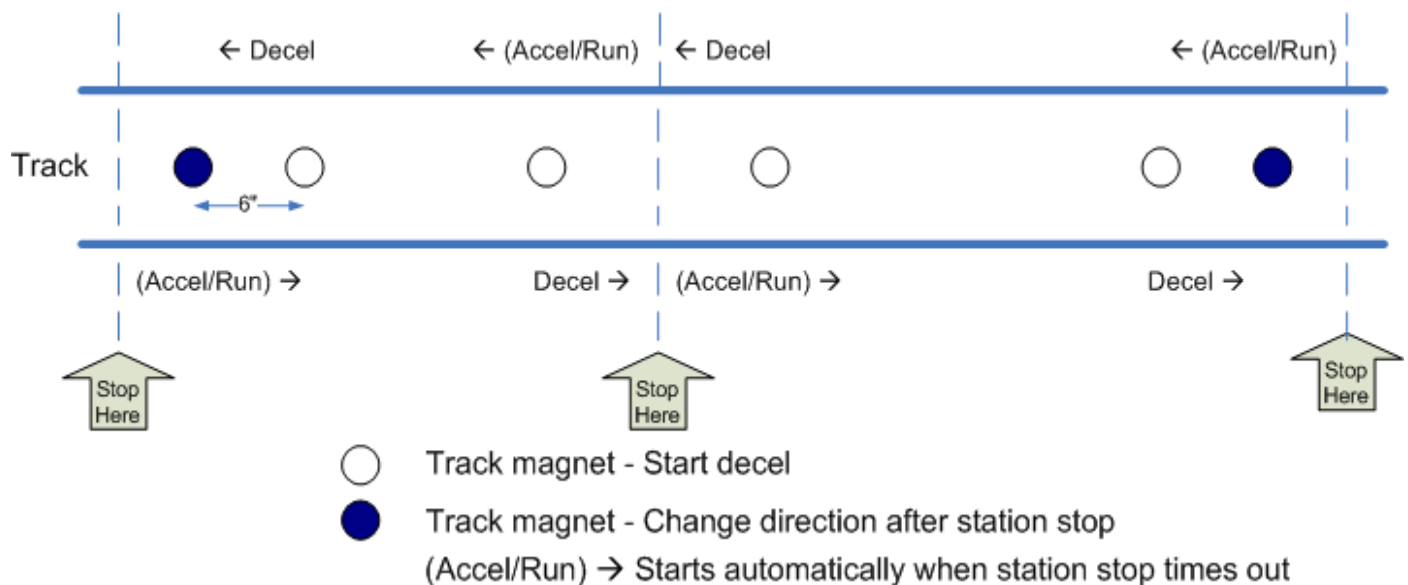 ← Decel
← (Accel/Run)
← Decel
← (Accel/Run)
Track
6"
(Accel/Run) →
Decel →
(Accel/Run) →
Decel →
Stop
Here
Stop
Here
Stop
Here
Track magnet - Start decel
Track magnet - Change direction after station stop
(Accel/Run) → Starts automatically when station stop times out